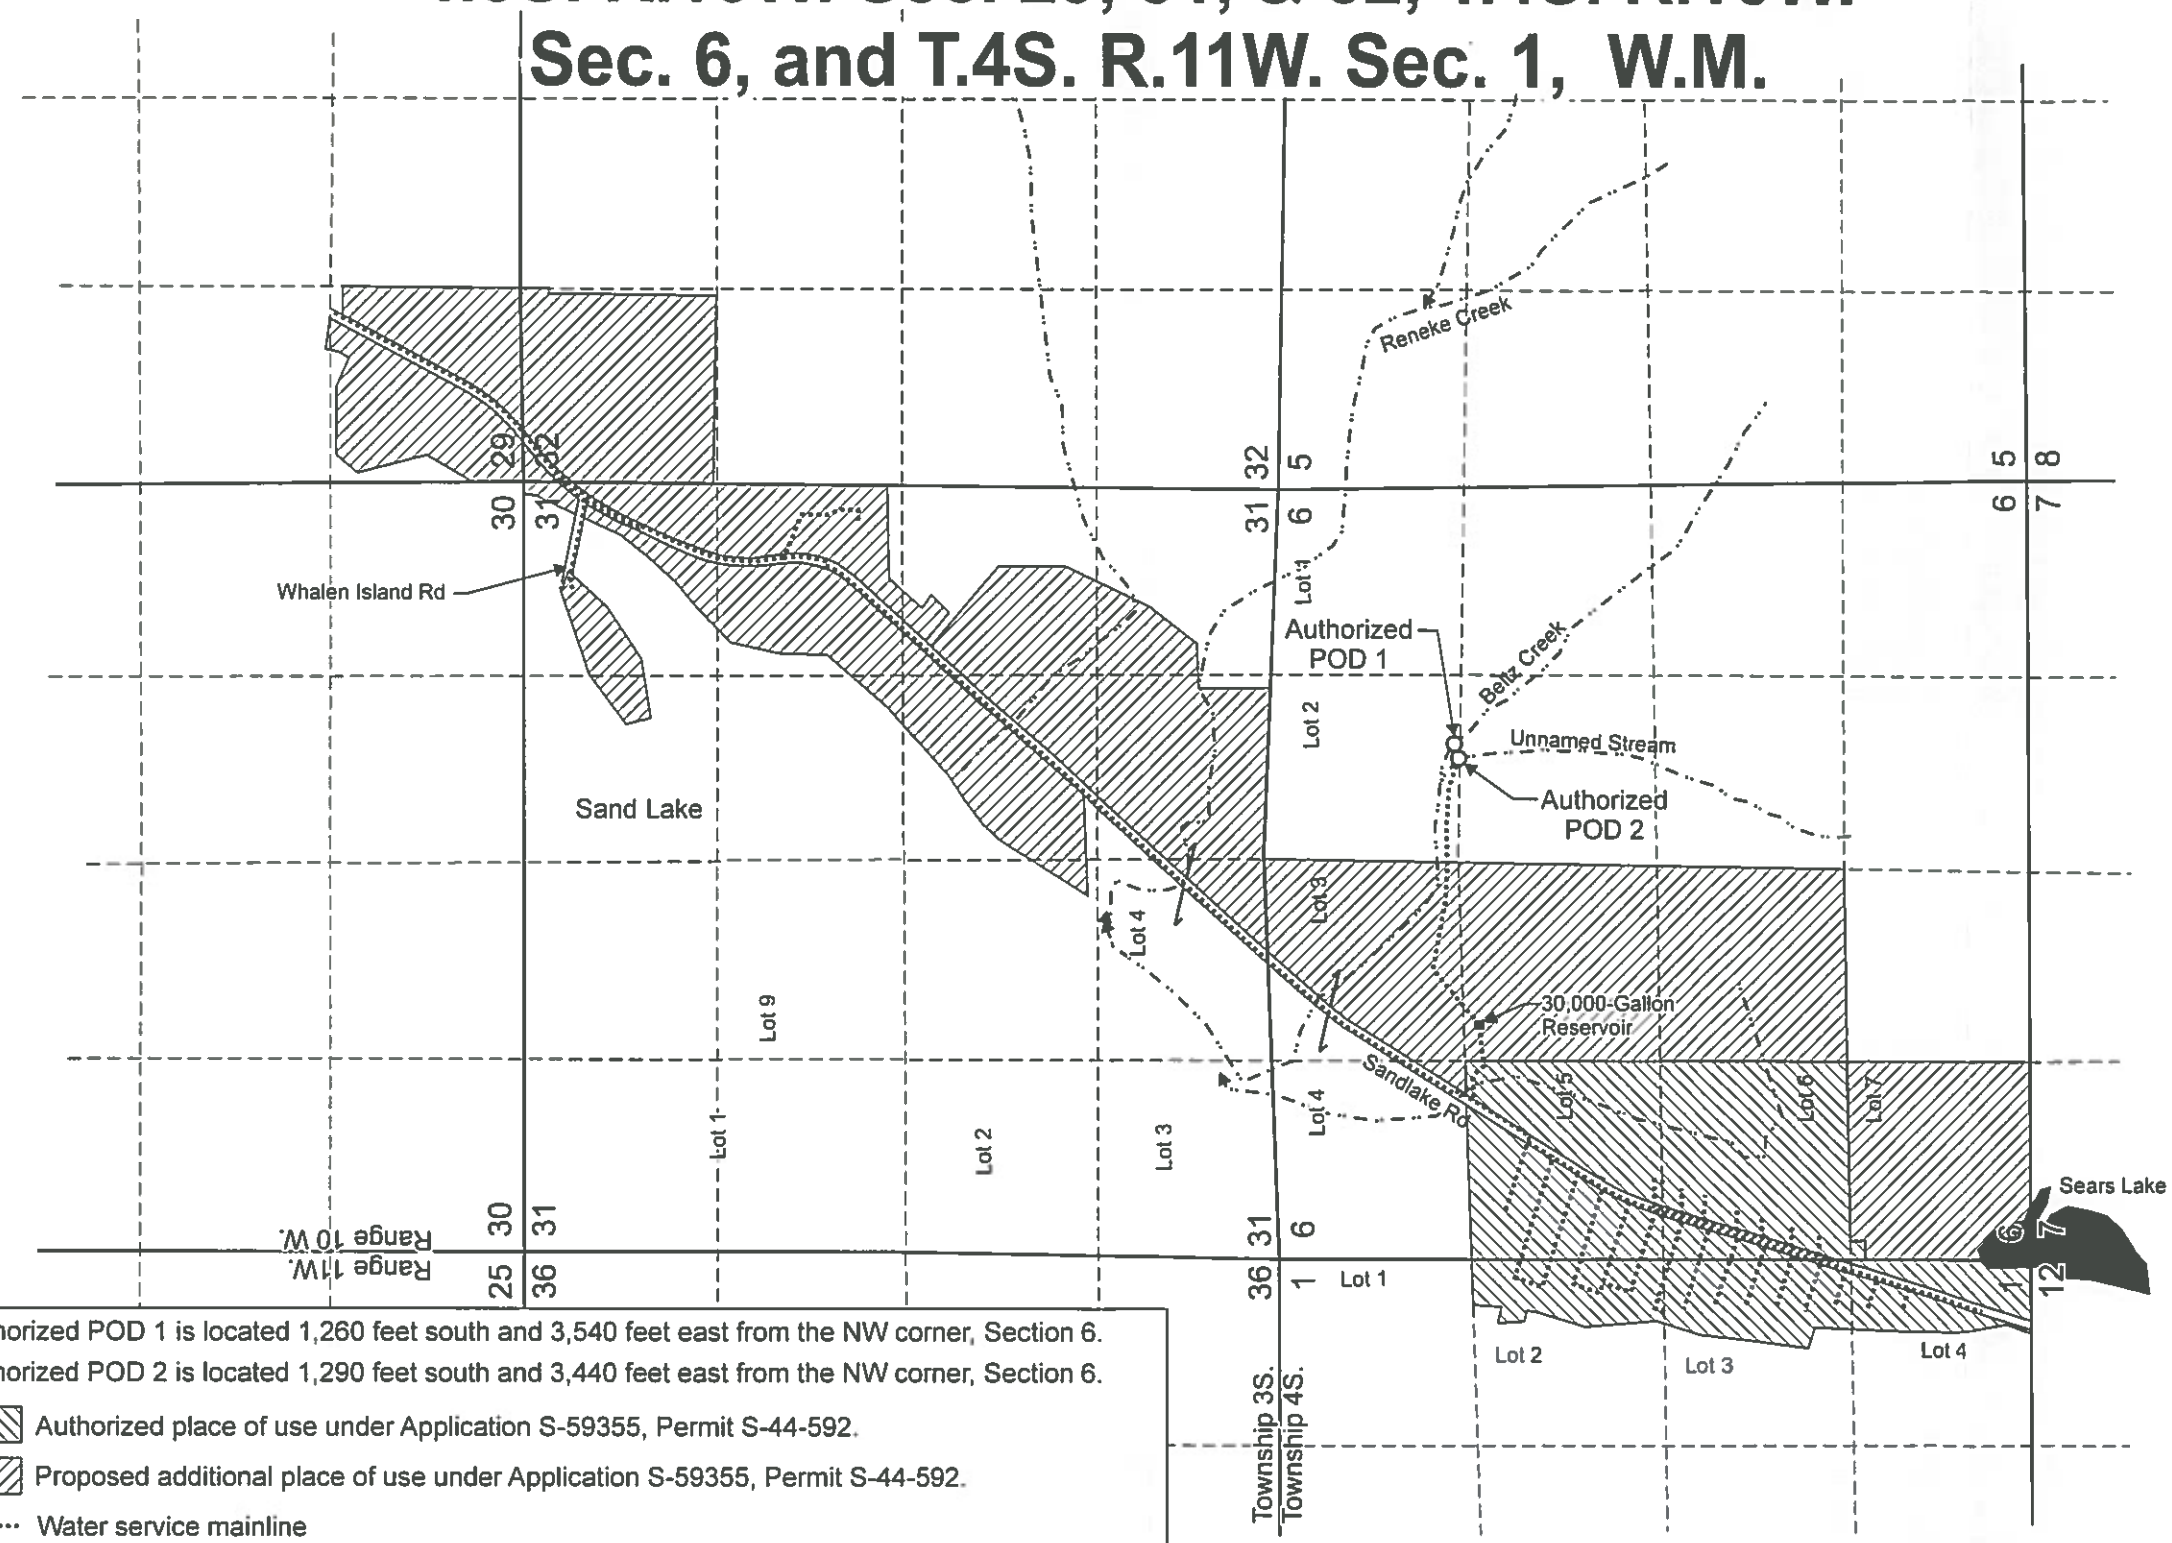 Sec. 6, and T.4S. R.11W. Sec. 1, W.M.
Reneke Creek
29
32
30
31
32
5
31
6
5
8
6
7
Whalen Island Rd
Lot 1
Authorized
POD 1
Beltz Creek
Lot 2
Unnamed Stream
Authorized
POD 2
Sand Lake
Lot 3
Lot 4
Lot 9
30,000-Gallon
Reservoir
Sandlake Rd
Lot 4
Lot 5
Lot 6
Lot 7
Lot 1
Lot 2
Lot 3
Sears Lake
Range 10 W.
Range 11W.
30
31
25
36
31
6
36
1
Lot 1
6
7
1
12
Lot 2
Lot 3
Lot 4
Township 3S.
Township 4S.
horized POD 1 is located 1,260 feet south and 3,540 feet east from the NW corner, Section 6.
horized POD 2 is located 1,290 feet south and 3,440 feet east from the NW corner, Section 6.
Authorized place of use under Application S-59355, Permit S-44-592.
Proposed additional place of use under Application S-59355, Permit S-44-592.
Water service mainline